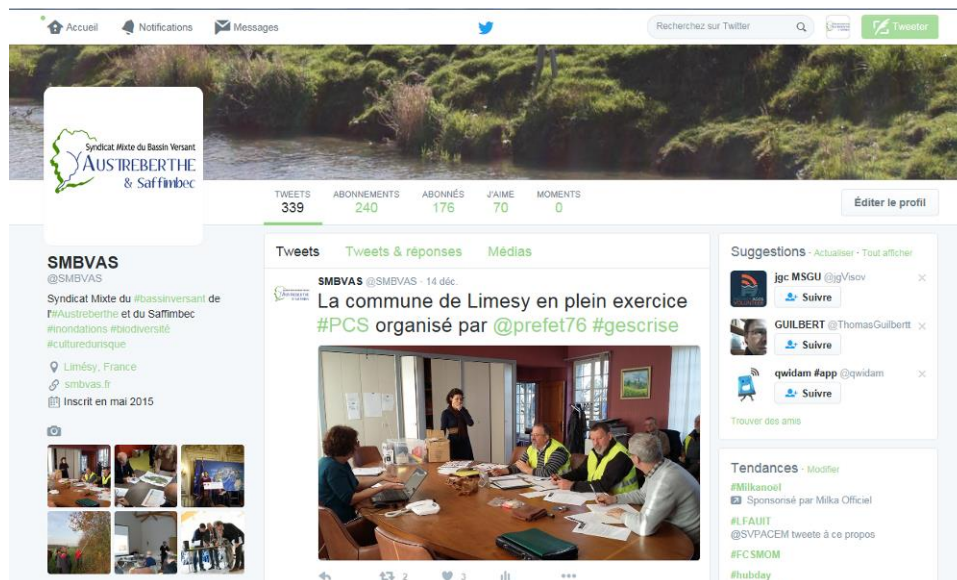 Accueil
Notifications
Messages
Recherchez sur Twitter
Tweeter
Syndicat Mixte du Bassin Versant
AUSTREBERTHE
& Saffimbec
TWEETS
339
ABONNEMENTS
240
ABONNÉS
176
J'AIME
70
MOMENTS
0
Éditer le profil
SMBVAS
@SMBVAS
Syndicat Mixte du #bassinversant de
l'#Austreberthe et du Saffimbec
#inondations #biodiversité
#culturedurisque
Limésy, France
smbvas.fr
Inscrit en mai 2015
Tweets
Tweets & réponses
Médias
SMBVAS @SMBVAS · 14 déc.
La commune de Limesy en plein exercice
#PCS organisé par @prefet76 #gescrise
2
3
Suggestions · Actualiser · Tout afficher
jgc MSGU @jgVisov
Suivre
GUILBERT @ThomasGuilbertt
Suivre
qwidam #app @qwidam
Suivre
Trouver des amis
Tendances · Modifier
#Milkanoël
Sponsorisé par Milka Officiel
#LFAUIT
@SVPACEM tweete à ce propos
#FCSMOM
#hubday